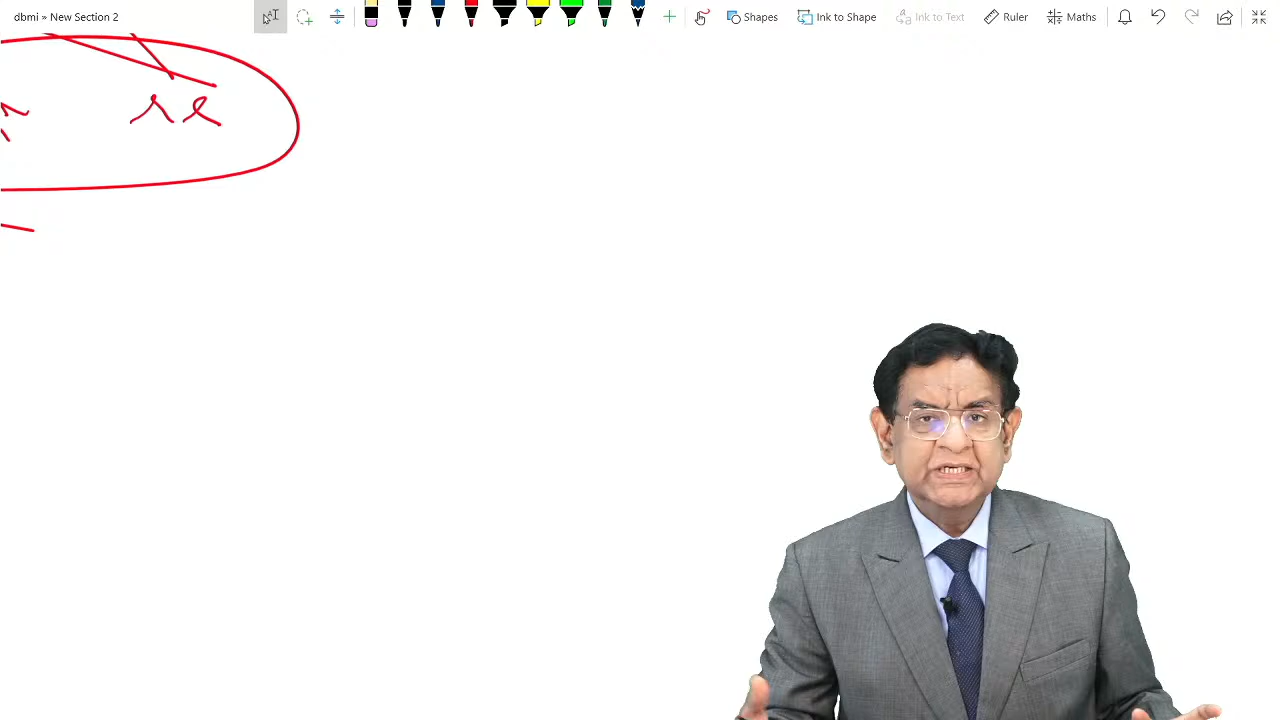 dbmi » New Section 2
Shapes Ink to Shape Ink to Text Ruler Maths